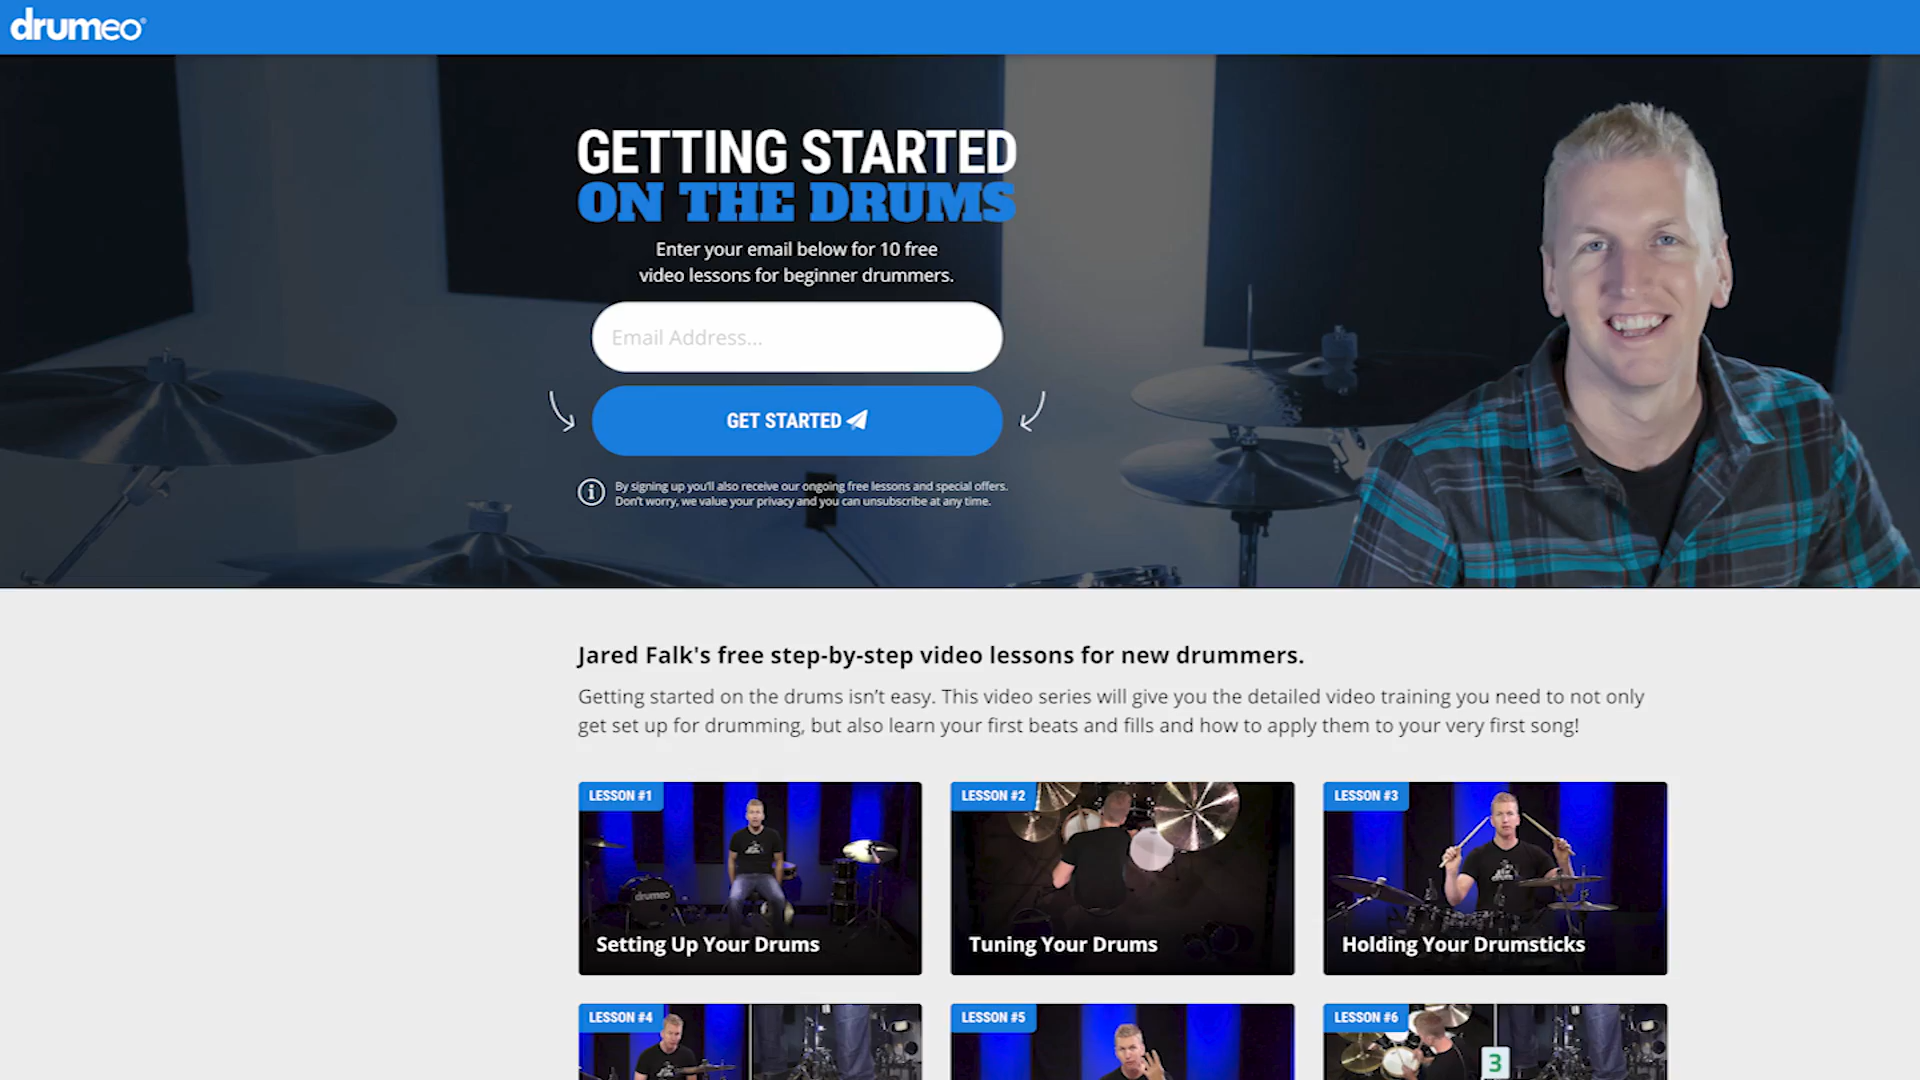 drumeo®
GETTING STARTED
ON THE DRUMS
Enter your email below for 10 free
video lessons for beginner drummers.
Email Address...
GET STARTED
By signing up you'll also receive our ongoing free lessons and special offers.
Don't worry, we value your privacy and you can unsubscribe at any time.
Jared Falk's free step-by-step video lessons for new drummers.
Getting started on the drums isn't easy. This video series will give you the detailed video training you need to not only
get set up for drumming, but also learn your first beats and fills and how to apply them to your very first song!
LESSON #1
drumeo
Setting Up Your Drums
LESSON #2
Tuning Your Drums
LESSON #3
Holding Your Drumsticks
LESSON #4
LESSON #5
LESSON #6
3